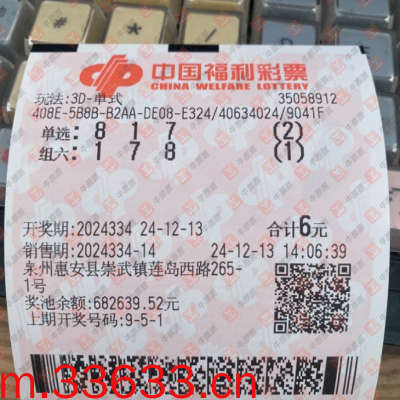 中国福利彩票
CHINA WELFARE LOTTERY
玩法:3D-单式 35058912
408E-5B8B-B2AA-DE08-E324/40634024/9041F
单选: 8 1 7 (2)
组六: 1 7 8 (1)
开奖期:2024334 24-12-13 合计6元
销售期:2024334-14 24-12-13 14:06:39
泉州惠安县崇武镇莲岛西路265-
1号
奖池余额:682639.52元
上期开奖号码:9-5-1
m.33633.cn